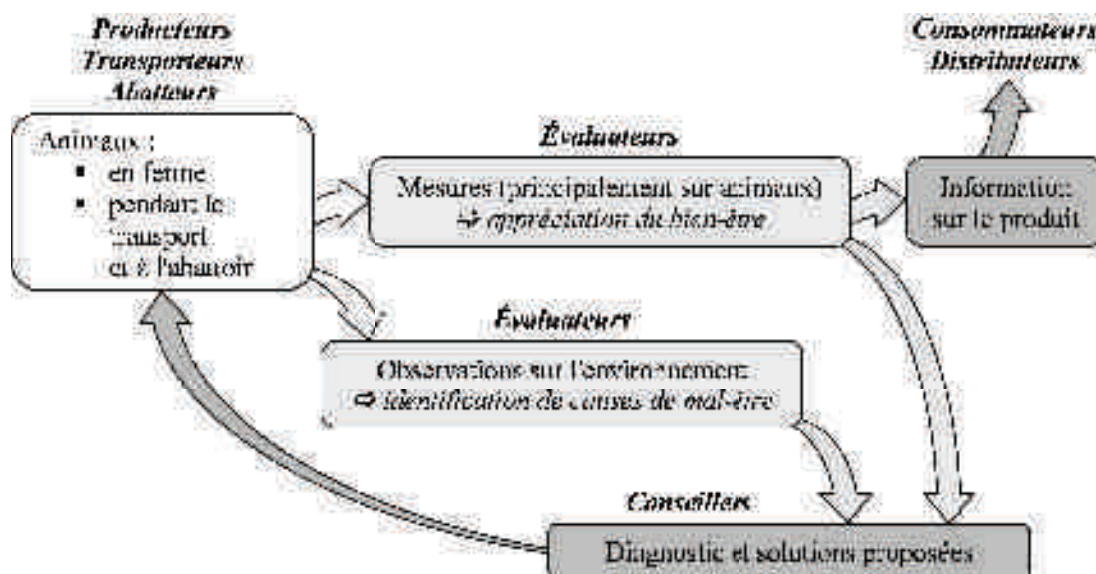 Producteurs
Transporteurs
Abatteurs
Animaux :
▪ en ferme
▪ pendant le
transport
et à l'abattoir
Évaluateurs
Mesures (principalement sur animaux)
⇨ appréciation du bien-être
Consommateurs
Distributeurs
Information
sur le produit
Évaluateurs
Observations sur l'environnement
⇨ identification de causes de mal-être
Conseillers
Diagnostic et solutions proposées